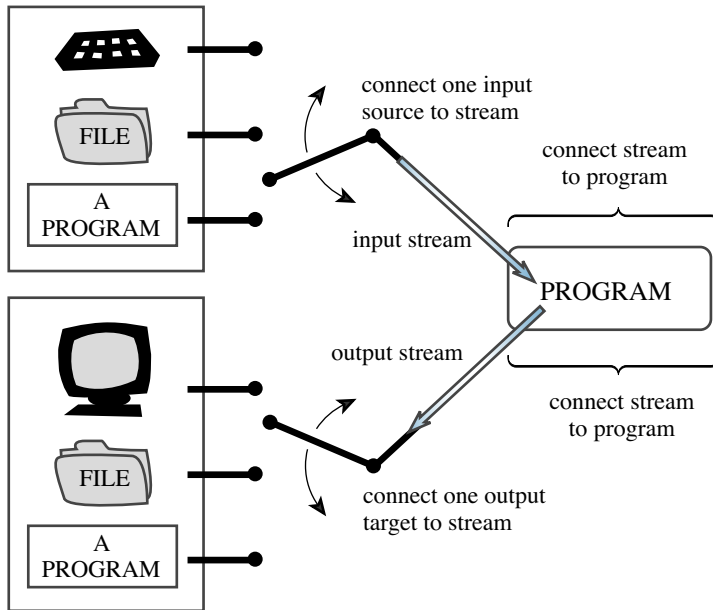 FILE
A
PROGRAM
connect one input
source to stream
input stream
connect stream
to program
PROGRAM
output stream
connect stream
to program
FILE
A
PROGRAM
connect one output
target to stream